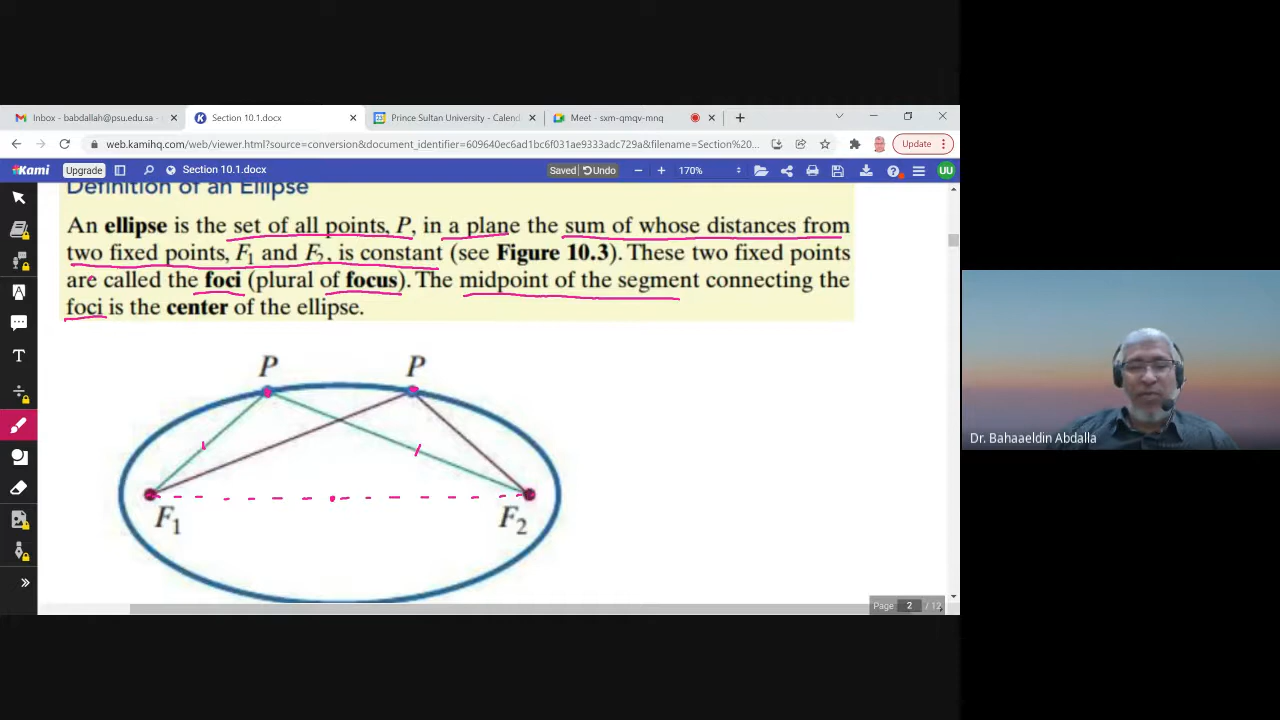 Inbox - babdallah@psu.edu.sa -
Section 10.1.docx
Prince Sultan University - Calend
Meet - sxm-qmqv-mnq
web.kamihq.com/web/viewer.html?source=conversion&document_identifier=609640ec6ad1bc6f031ae9333adc729a&filename=Section%20...
Update
Kami
Upgrade
Section 10.1.docx
Saved
Undo
170%
UU
Definition of an Ellipse
An ellipse is the set of all points, P, in a plane the sum of whose distances from
two fixed points, F₁ and F₂, is constant (see Figure 10.3). These two fixed points
are called the foci (plural of focus). The midpoint of the segment connecting the
foci is the center of the ellipse.
P
P
F₁
F₂
T
Page 2 / 12
Dr. Bahaaeldin Abdalla